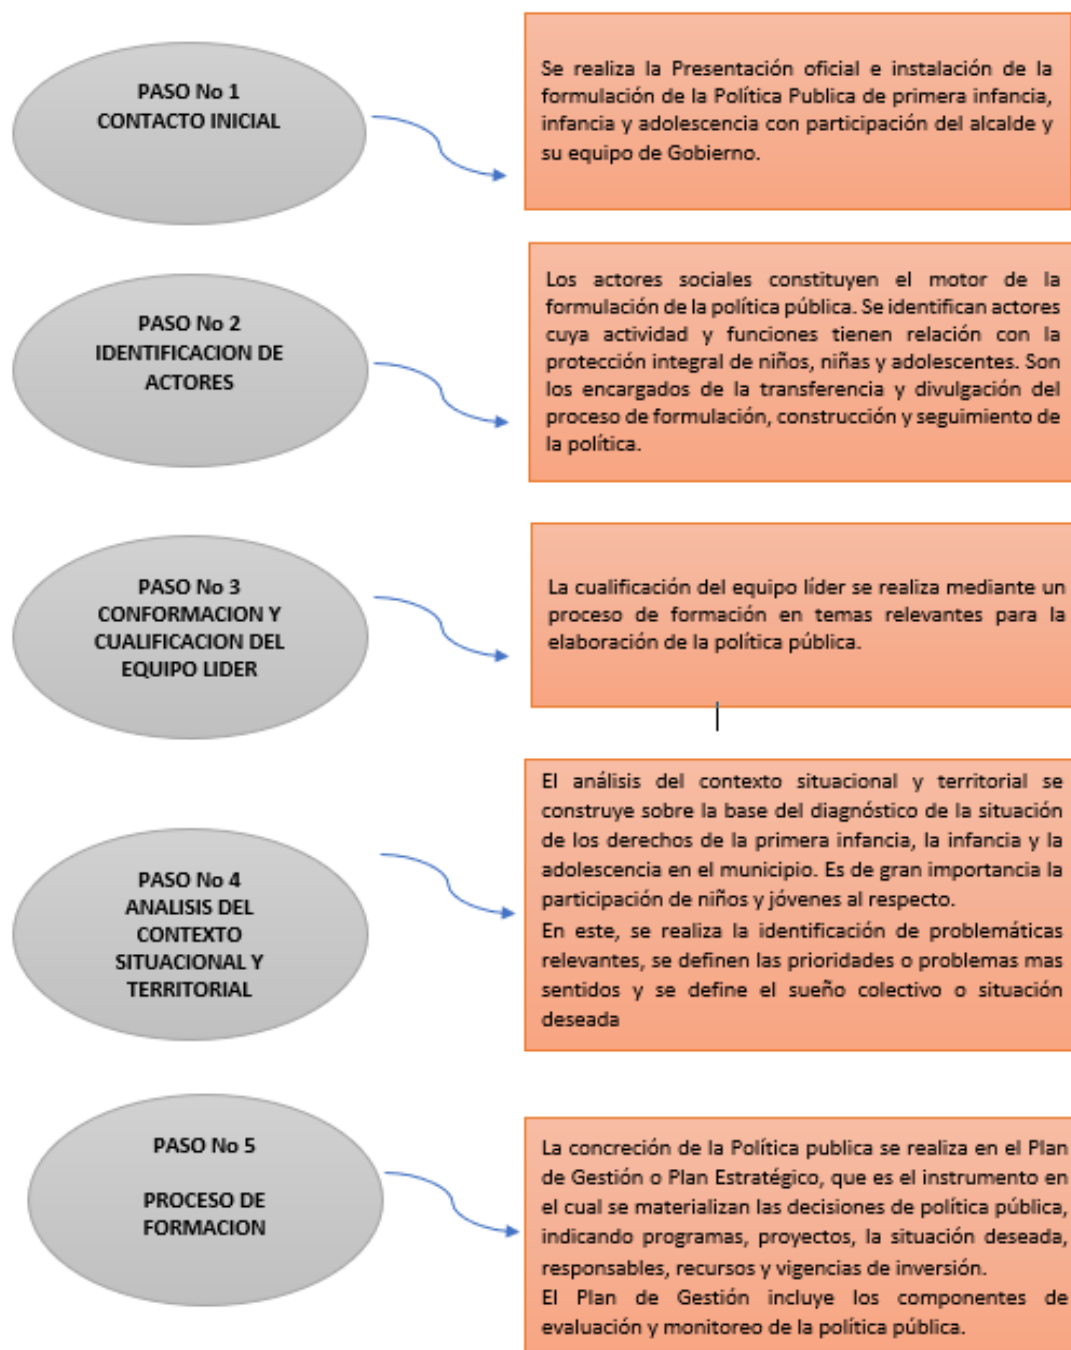 PASO No 1
CONTACTO INICIAL
Se realiza la Presentación oficial e instalación de la
formulación de la Política Publica de primera infancia,
infancia y adolescencia con participación del alcalde y
su equipo de Gobierno.
PASO No 2
IDENTIFICACION DE
ACTORES
Los actores sociales constituyen el motor de la
formulación de la política pública. Se identifican actores
cuya actividad y funciones tienen relación con la
protección integral de niños, niñas y adolescentes. Son
los encargados de la transferencia y divulgación del
proceso de formulación, construcción y seguimiento de
la política.
PASO No 3
CONFORMACION Y
CUALIFICACION DEL
EQUIPO LIDER
La cualificación del equipo líder se realiza mediante un
proceso de formación en temas relevantes para la
elaboración de la política pública.
PASO No 4
ANALISIS DEL
CONTEXTO
SITUACIONAL Y
TERRITORIAL
El análisis del contexto situacional y territorial se
construye sobre la base del diagnóstico de la situación
de los derechos de la primera infancia, la infancia y la
adolescencia en el municipio. Es de gran importancia la
participación de niños y jóvenes al respecto.
En este, se realiza la identificación de problemáticas
relevantes, se definen las prioridades o problemas mas
sentidos y se define el sueño colectivo o situación
deseada
PASO No 5
PROCESO DE
FORMACION
La concreción de la Política publica se realiza en el Plan
de Gestión o Plan Estratégico, que es el instrumento en
el cual se materializan las decisiones de política pública,
indicando programas, proyectos, la situación deseada,
responsables, recursos y vigencias de inversión.
El Plan de Gestión incluye los componentes de
evaluación y monitoreo de la política pública.